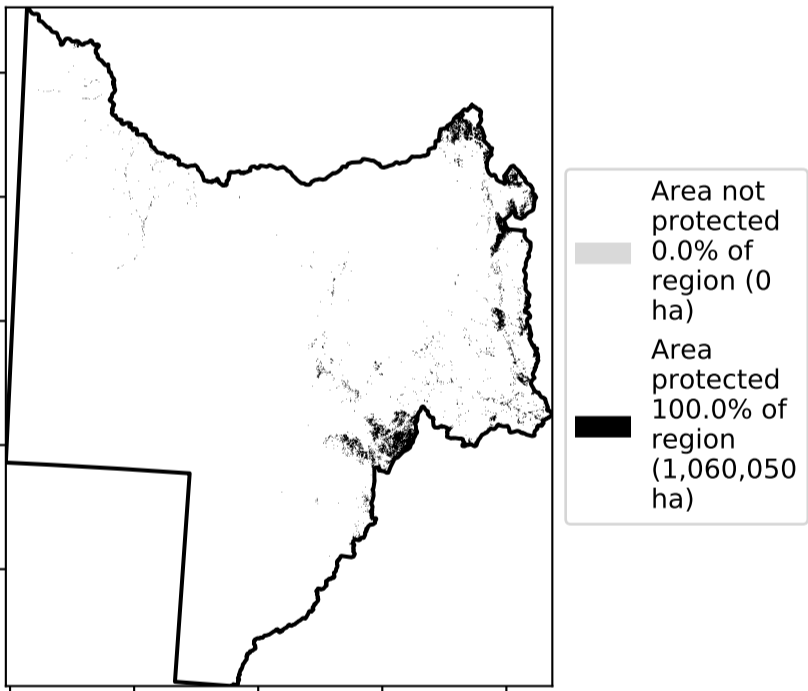 Area not
protected
0.0% of
region (0
ha)
Area
protected
100.0% of
region
(1,060,050
ha)